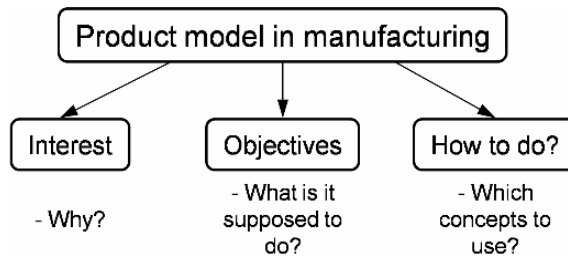 Product model in manufacturing
Interest
Objectives
How to do?
- Why?
- What is it
supposed to
do?
- Which
concepts to
use?